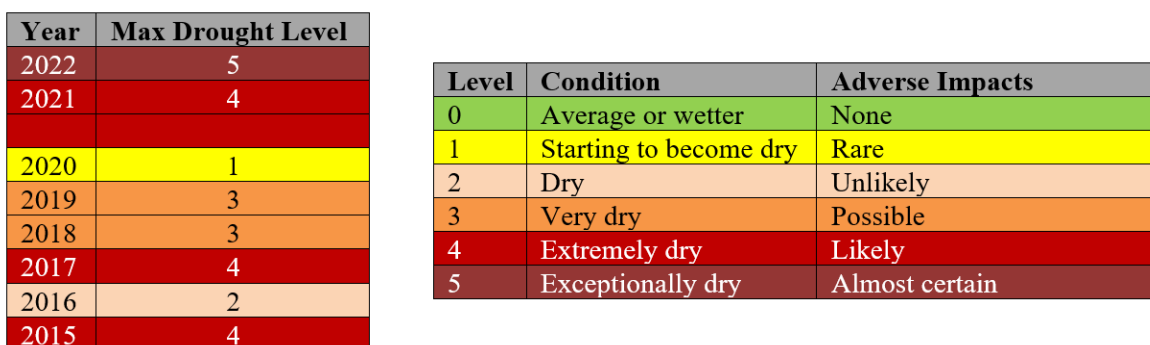 Year Max Drought Level
2022 5
2021 4
2020 1
2019 3
2018 3
2017 4
2016 2
2015 4
Level Condition Adverse Impacts
0 Average or wetter None
1 Starting to become dry Rare
2 Dry Unlikely
3 Very dry Possible
4 Extremely dry Likely
5 Exceptionally dry Almost certain